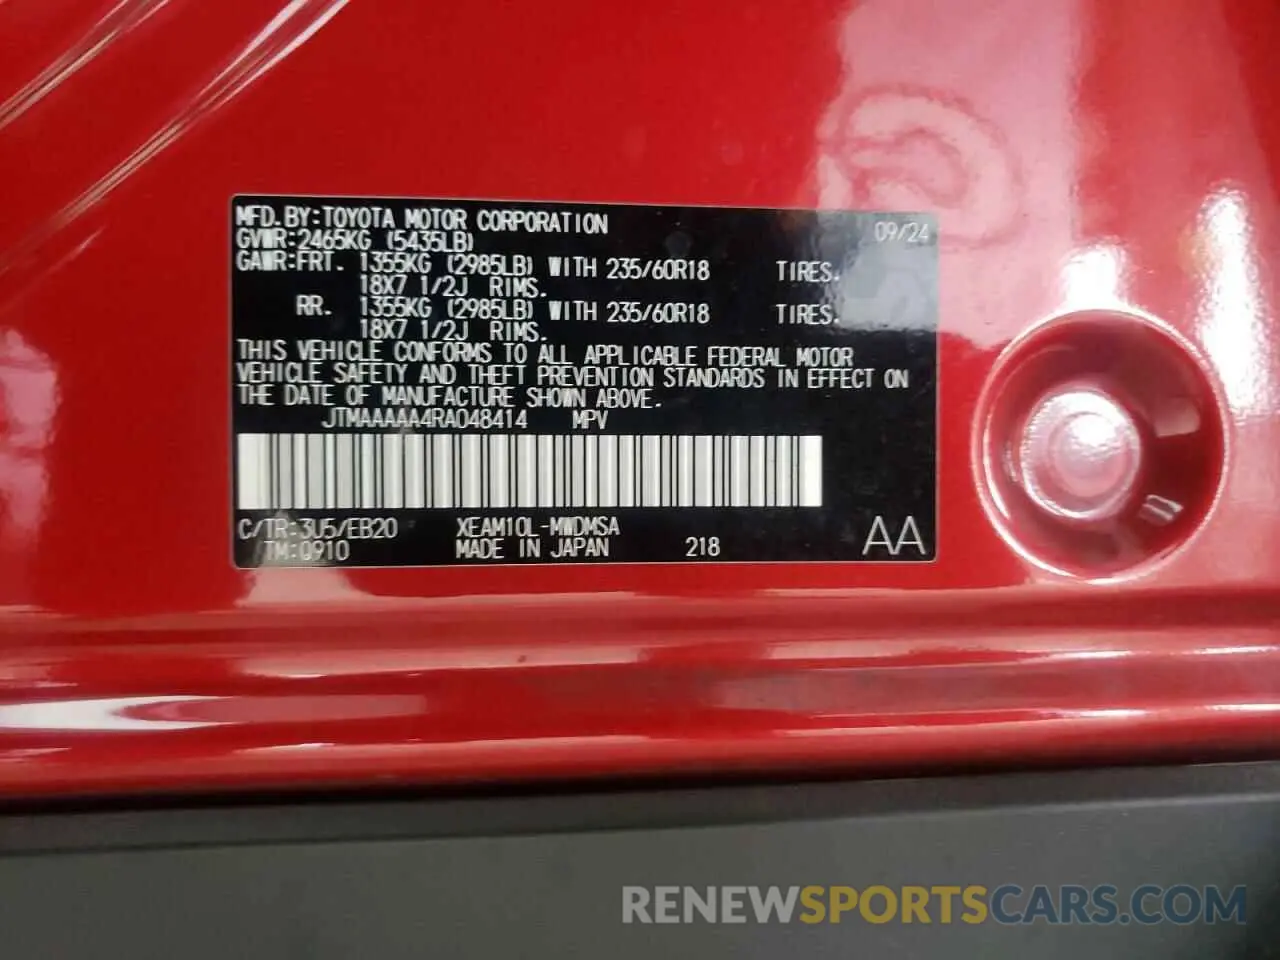 MFD. BY: TOYOTA MOTOR CORPORATION 09/24
GVWR: 2465KG (5435LB)
GAWR: FRT. 1355KG (2985LB) WITH 235/60R18 TIRES.
18X7 1/2J RIMS.
RR. 1355KG (2985LB) WITH 235/60R18 TIRES.
18X7 1/2J RIMS.
THIS VEHICLE CONFORMS TO ALL APPLICABLE FEDERAL MOTOR
VEHICLE SAFETY AND THEFT PREVENTION STANDARDS IN EFFECT ON
THE DATE OF MANUFACTURE SHOWN ABOVE.
JTMAAAAA4RA048414 MPV
C/TR: 3U5/EB20 XEAM10L-MWDMSA
/TM: 0910 MADE IN JAPAN 218 AA
RENEWSPORTSCARS.COM